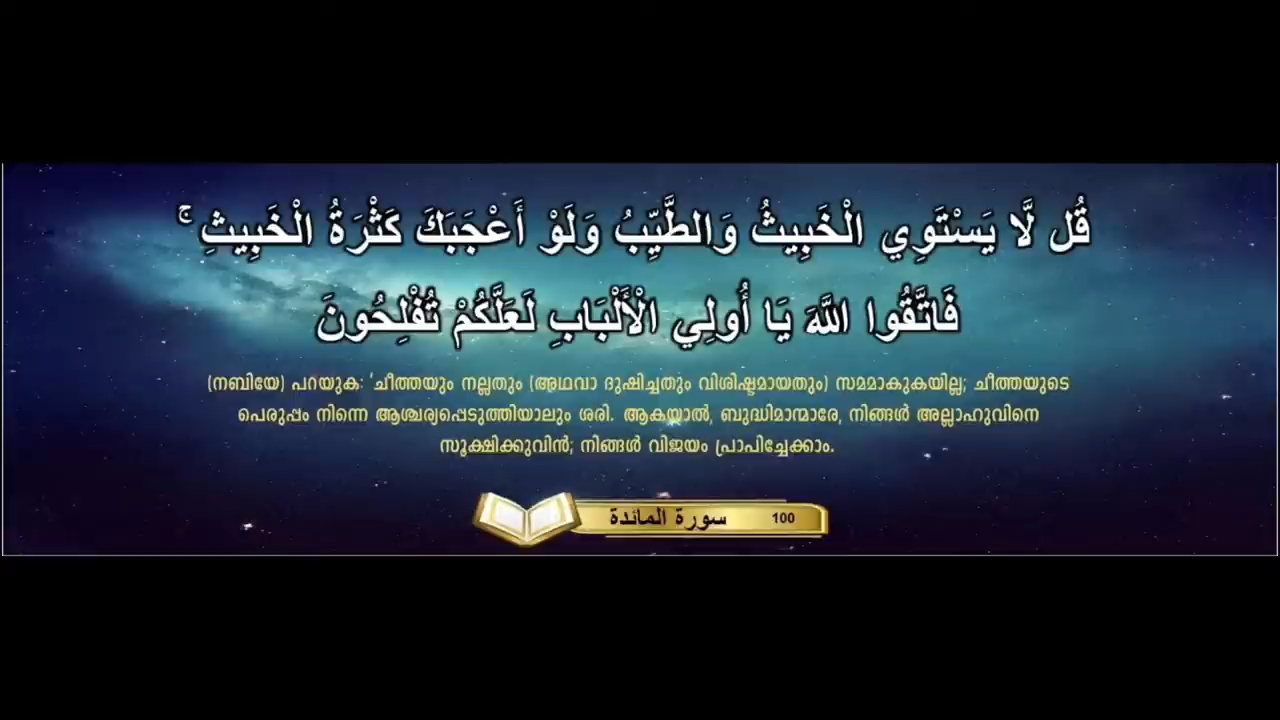 قُل لَّا يَسْتَوِي الْخَبِيثُ وَالطَّيِّبُ وَلَوْ أَعْجَبَكَ كَثْرَةُ الْخَبِيثِ ۚ
فَاتَّقُوا اللَّهَ يَا أُولِي الْأَلْبَابِ لَعَلَّكُمْ تُفْلِحُونَ
(നബിയേ) പറയുക: 'ചീത്തയും നല്ലതും (അഥവാ ദുഷിച്ചതും വിശിഷ്ടമായതും) സമമാകുകയില്ല; ചീത്തയുടെ
പെരുപ്പം നിന്നെ ആശ്ചര്യപ്പെടുത്തിയാലും ശരി. ആകയാൽ, ബുദ്ധിമാന്മാരേ, നിങ്ങൾ അല്ലാഹുവിനെ
സൂക്ഷിക്കുവിൻ; നിങ്ങൾ വിജയം പ്രാപിച്ചേക്കാം.
سورة المائدة 100